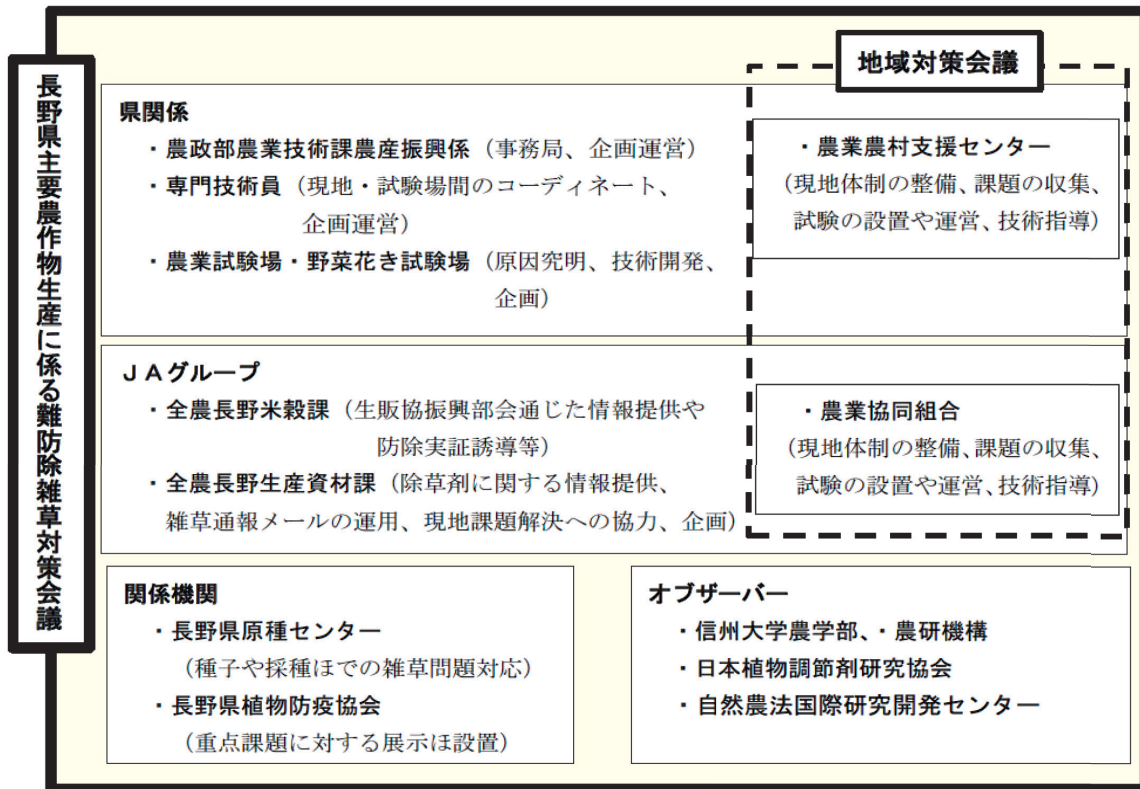 長野県主要農作物生産に係る難防除雑草対策会議
地域対策会議
県関係
・農政部農業技術課農産振興係（事務局、企画運営）
・専門技術員（現地・試験場間のコーディネート、
企画運営）
・農業試験場・野菜花き試験場（原因究明、技術開発、
企画）
・農業農村支援センター
（現地体制の整備、課題の収集、
試験の設置や運営、技術指導）
ＪＡグループ
・全農長野米穀課（生販協振興部会通じた情報提供や
防除実証誘導等）
・全農長野生産資材課（除草剤に関する情報提供、
雑草通報メールの運用、現地課題解決への協力、企画）
・農業協同組合
（現地体制の整備、課題の収集、
試験の設置や運営、技術指導）
関係機関
・長野県原種センター
（種子や採種ほでの雑草問題対応）
・長野県植物防疫協会
（重点課題に対する展示ほ設置）
オブザーバー
・信州大学農学部、・農研機構
・日本植物調節剤研究協会
・自然農法国際研究開発センター